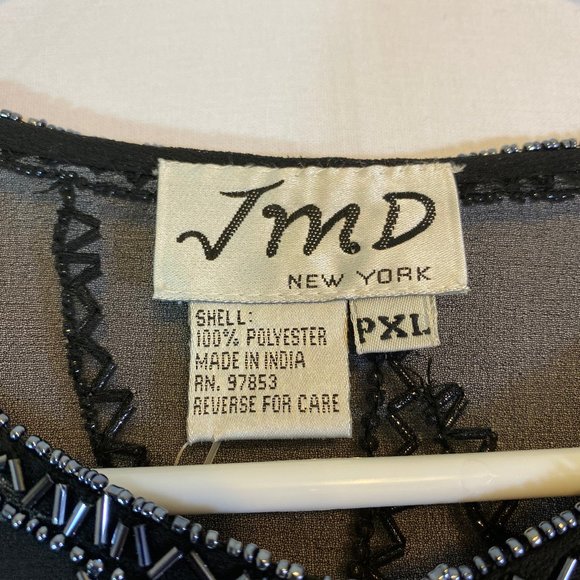 JMD
NEW YORK
SHELL:
100% POLYESTER
MADE IN INDIA
RN. 97853
REVERSE FOR CARE
PXL